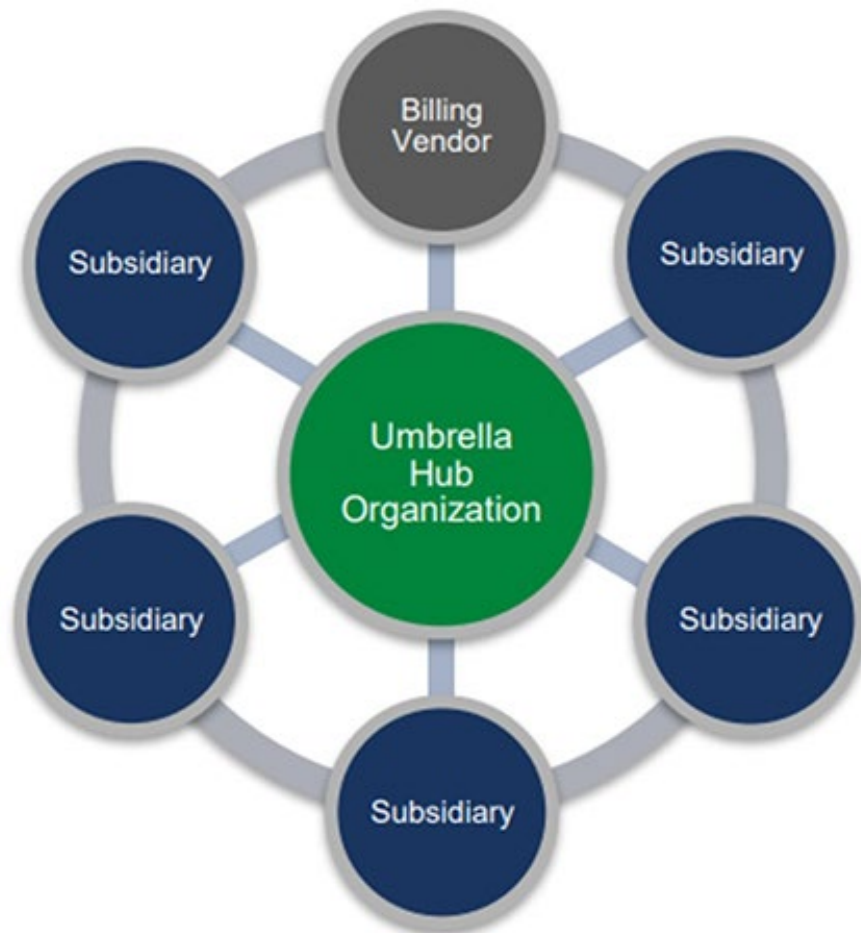 Billing
Vendor
Subsidiary
Subsidiary
Umbrella
Hub
Organization
Subsidiary
Subsidiary
Subsidiary